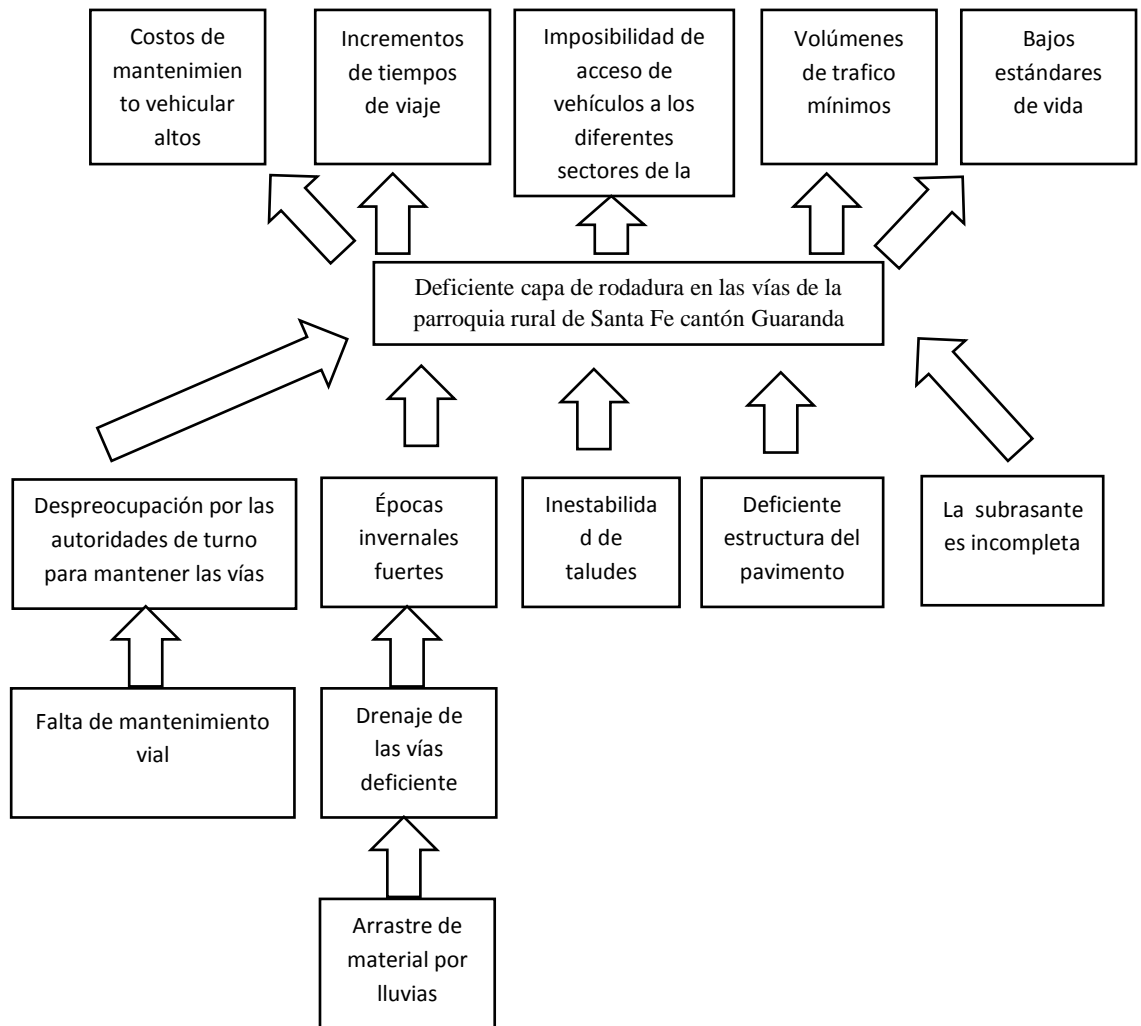 Costos de
mantenimien
to vehicular
altos
Incrementos
de tiempos
de viaje
Imposibilidad de
acceso de
vehículos a los
diferentes
sectores de la
Volúmenes
de trafico
mínimos
Bajos
estándares
de vida
Deficiente capa de rodadura en las vías de la
parroquia rural de Santa Fe cantón Guaranda
Despreocupación por las
autoridades de turno
para mantener las vías
Épocas
invernales
fuertes
Inestabilida
d de
taludes
Deficiente
estructura del
pavimento
La subrasante
es incompleta
Falta de mantenimiento
vial
Drenaje de
las vías
deficiente
Arrastre de
material por
lluvias